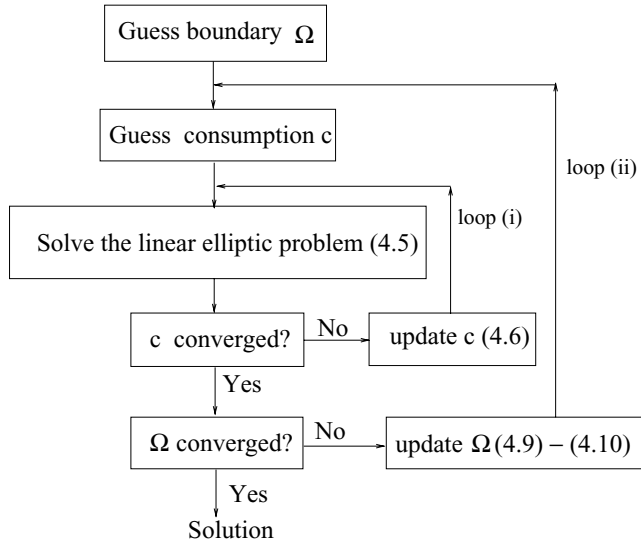 Guess boundary Ω
Guess consumption c
loop (ii)
loop (i)
Solve the linear elliptic problem (4.5)
c converged?
No
update c (4.6)
Yes
Ω converged?
No
update Ω (4.9) − (4.10)
Yes
Solution